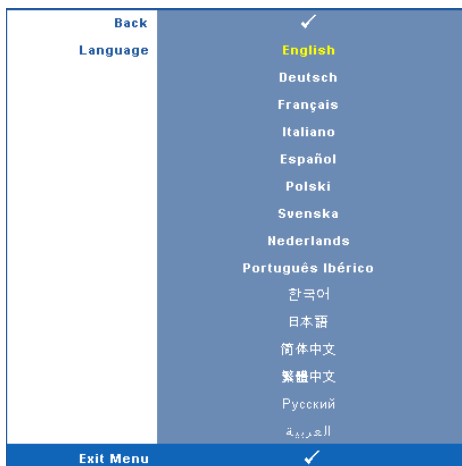 Back ✓
Language English
Deutsch
Français
Italiano
Español
Polski
Svenska
Nederlands
Português Ibérico
한국어
日本語
简体中文
繁體中文
Русский
العربية
Exit Menu ✓